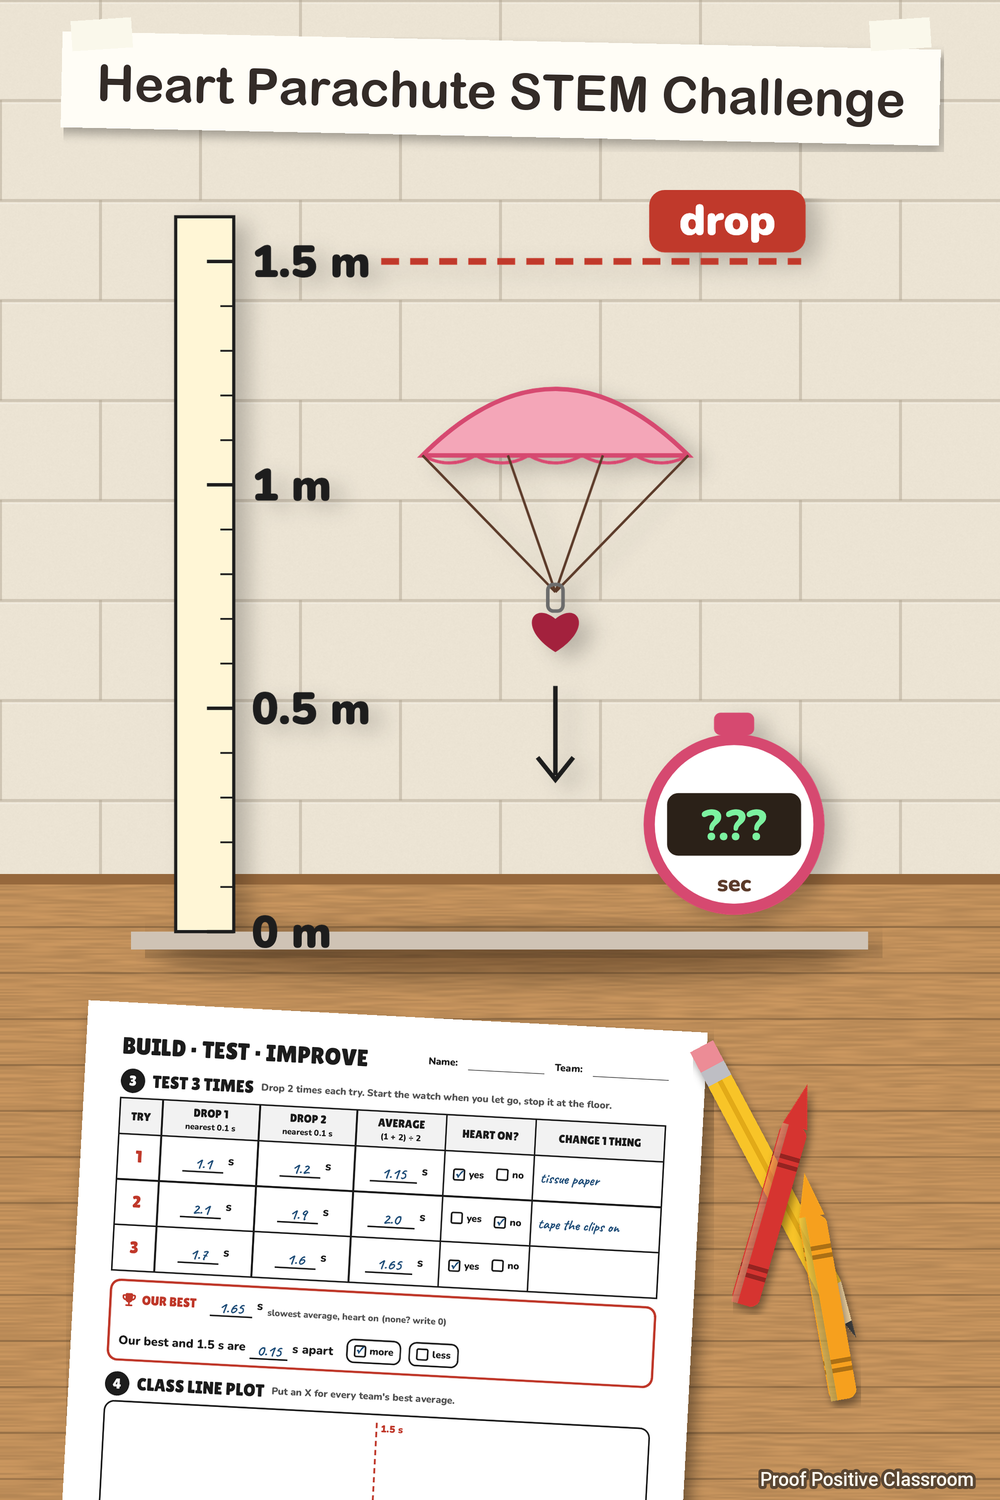 Heart Parachute STEM Challenge
drop
1.5 m
1 m
0.5 m
?.??
sec
0 m
BUILD · TEST · IMPROVE Name: Team:
3 TEST 3 TIMES Drop 2 times each try. Start the watch when you let go, stop it at the floor.
TRY DROP 1 nearest 0.1 s DROP 2 nearest 0.1 s AVERAGE (1 + 2) ÷ 2 HEART ON? CHANGE 1 THING
1 1.1 s 1.2 s 1.15 s yes no tissue paper
2 2.1 s 1.9 s 2.0 s yes no tape the clips on
3 1.7 s 1.6 s 1.65 s yes no
OUR BEST 1.65 s slowest average, heart on (none? write 0)
Our best and 1.5 s are 0.15 s apart more less
4 CLASS LINE PLOT Put an X for every team's best average.
1.5 s
Proof Positive Classroom